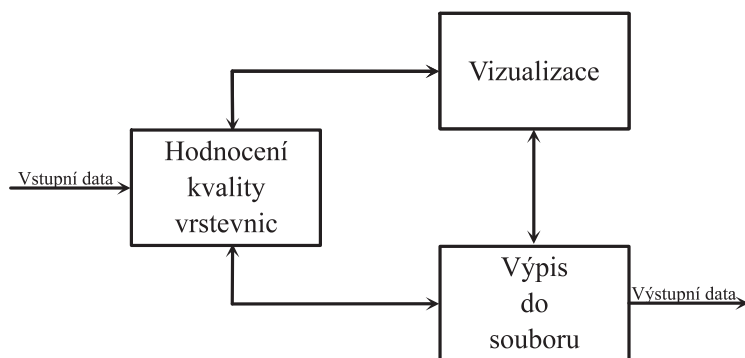 Vizualizace
Hodnocení
kvality
vrstevnic
Vstupní data
Výpis
do
souboru
Výstupní data